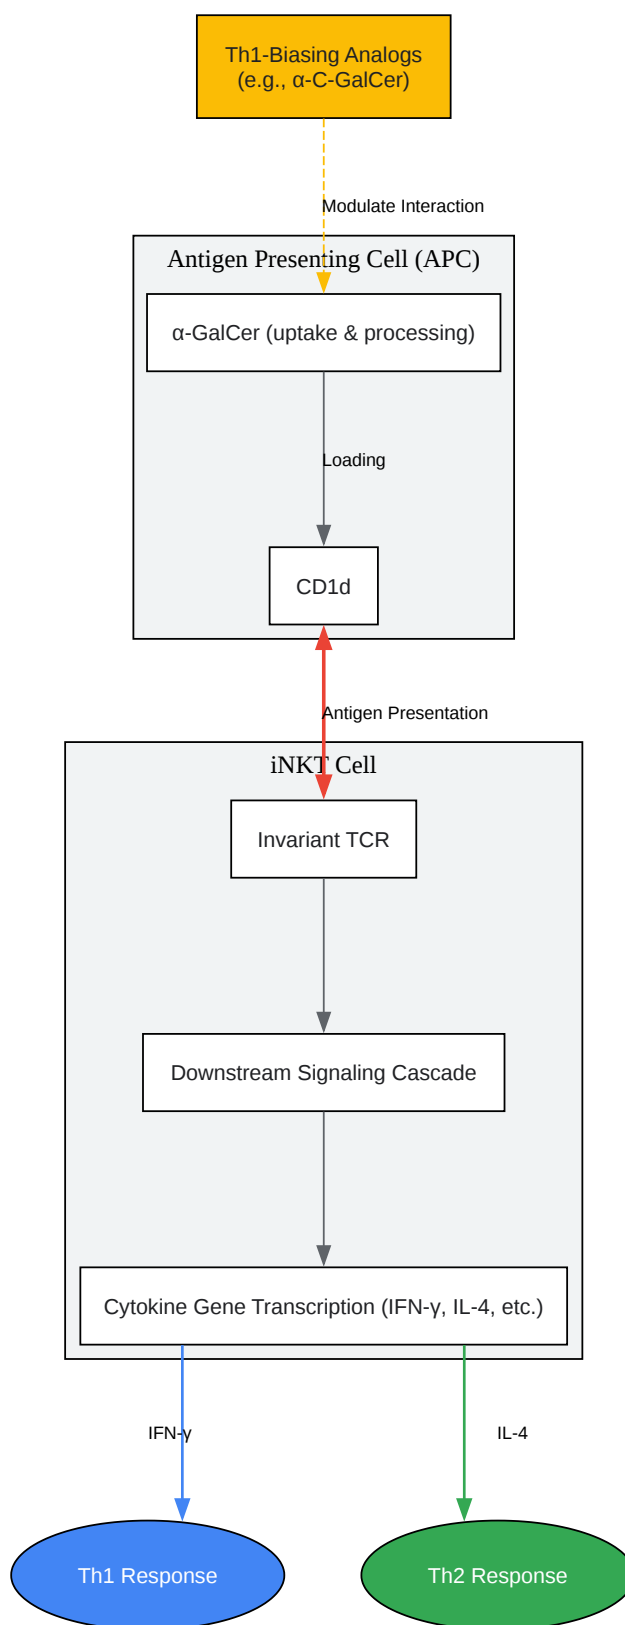 Th1-Biasing Analogs
(e.g., α-C-GalCer)
Modulate Interaction
Antigen Presenting Cell (APC)
α-GalCer (uptake & processing)
Loading
CD1d
Antigen Presentation
iNKT Cell
Invariant TCR
Downstream Signaling Cascade
Cytokine Gene Transcription (IFN-γ, IL-4, etc.)
IFN-γ
IL-4
Th1 Response
Th2 Response